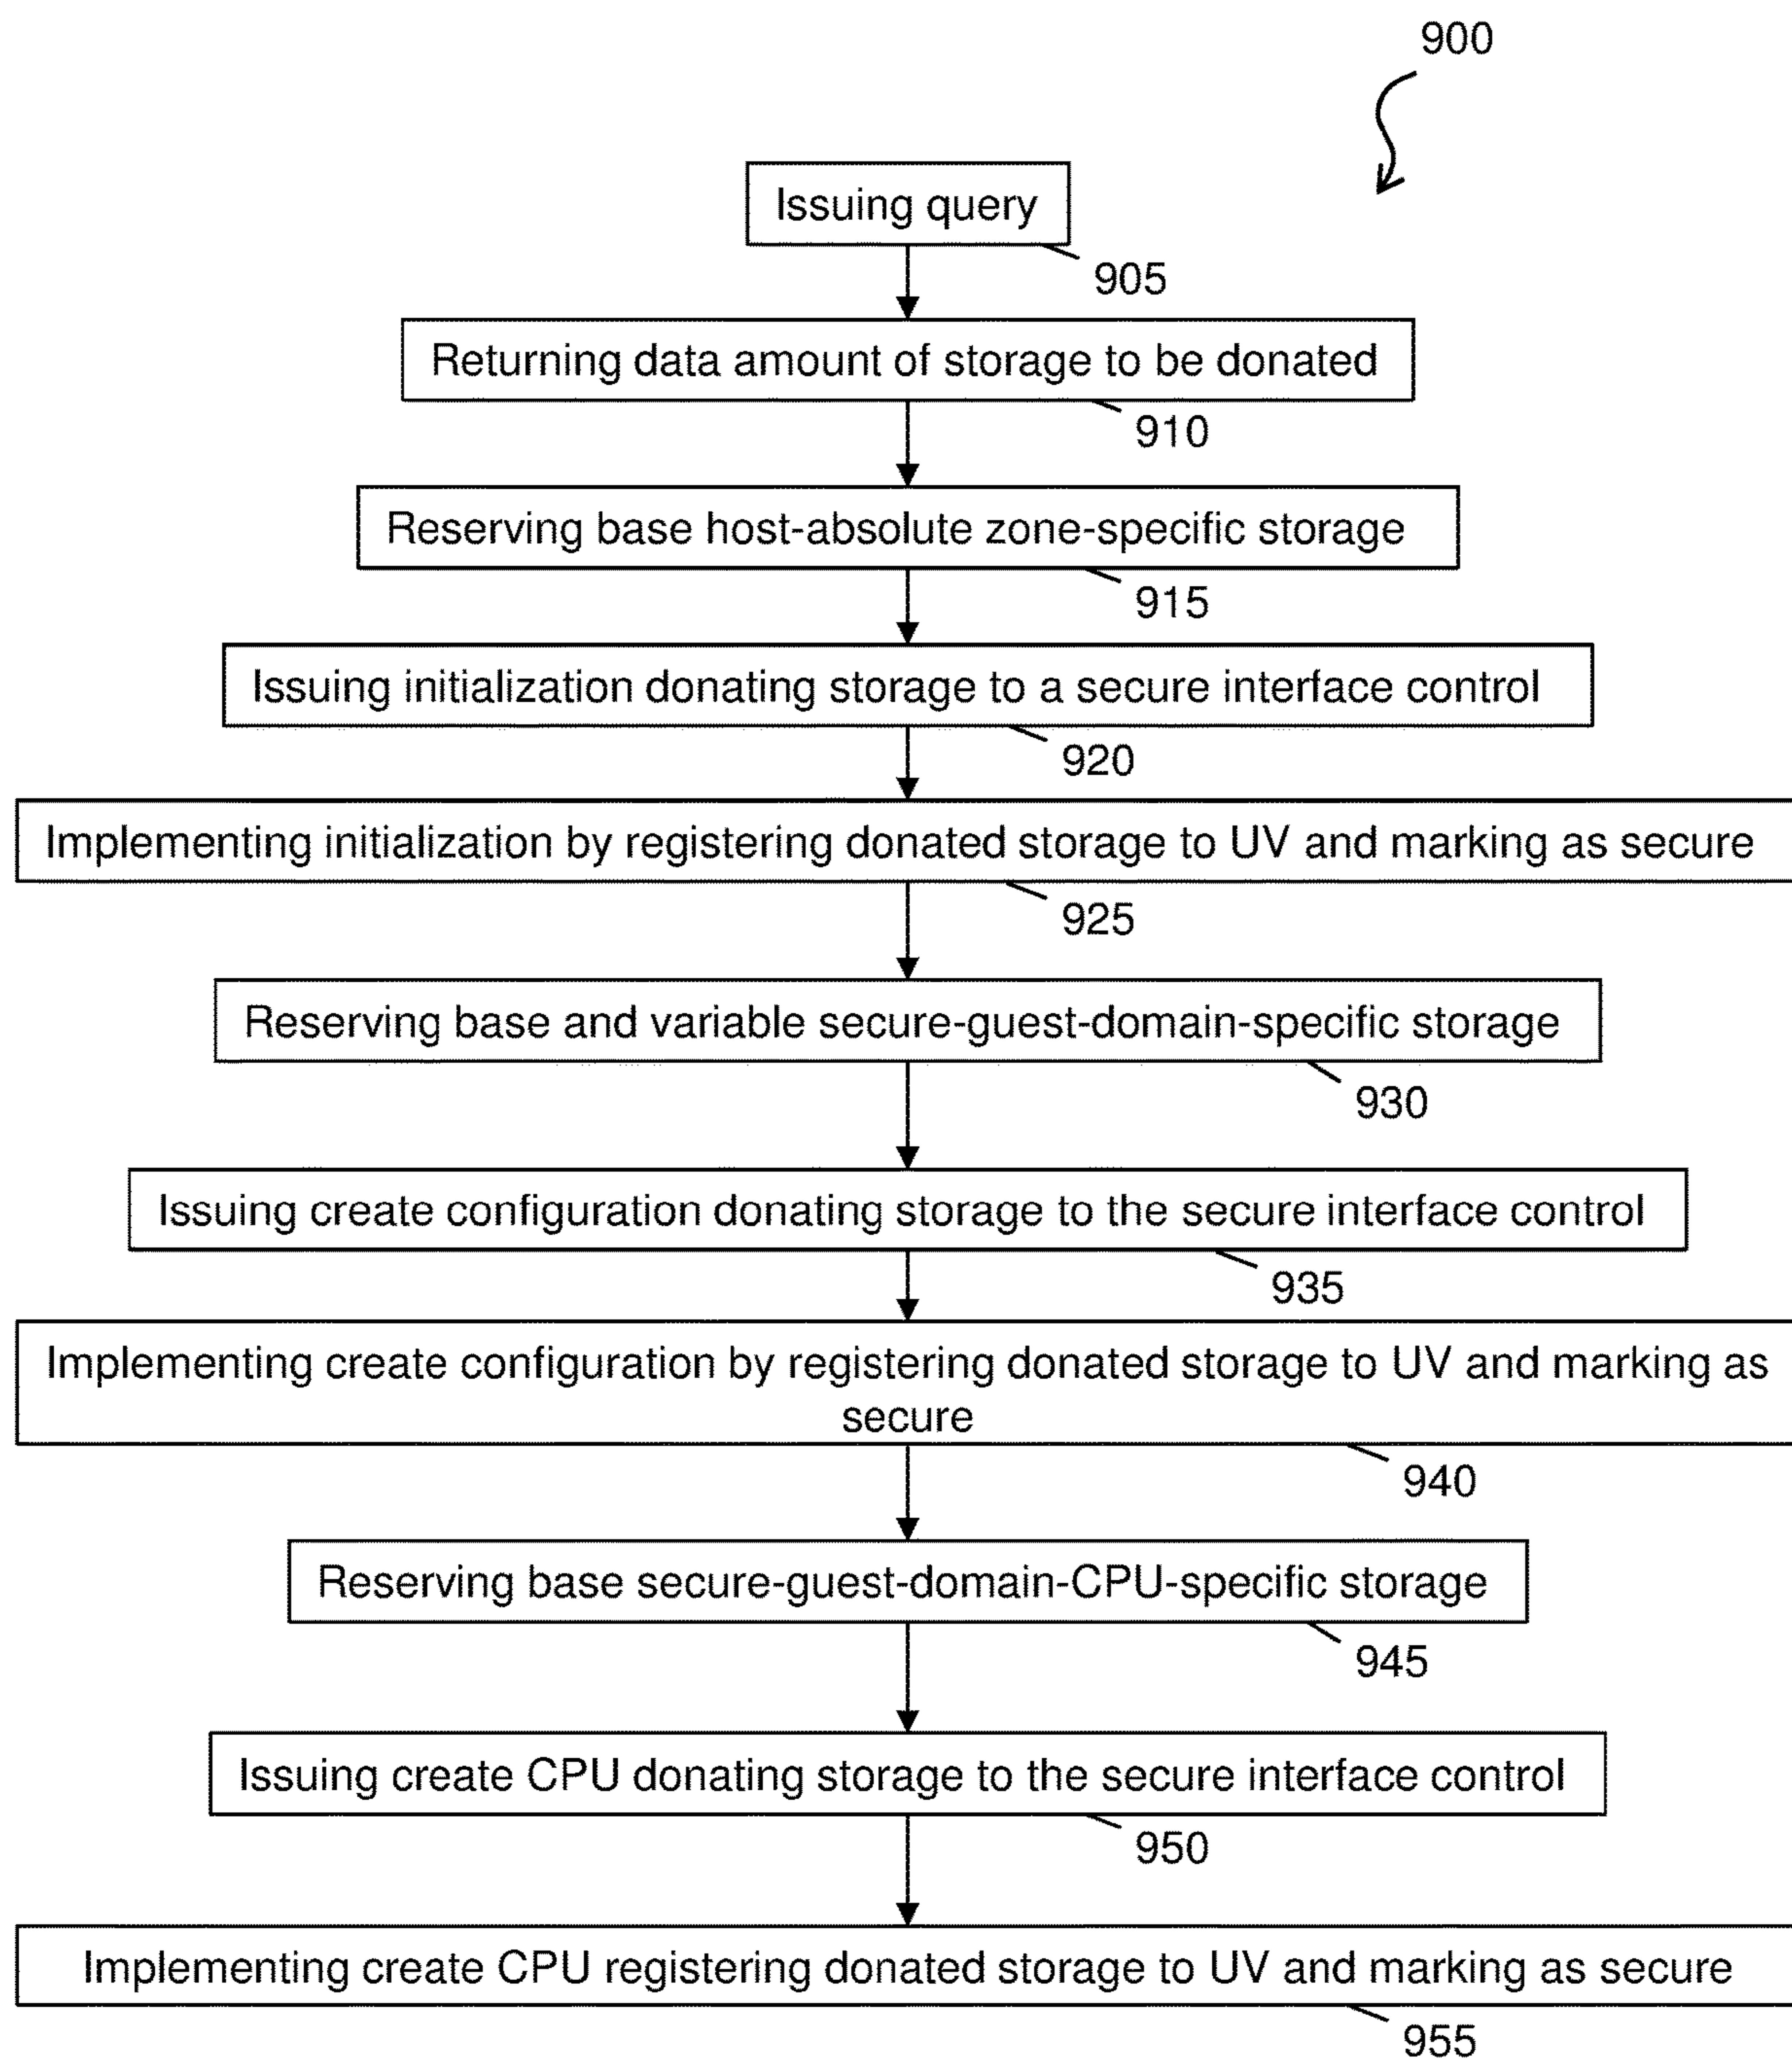 900
Issuing query
905
Returning data amount of storage to be donated
910
Reserving base host-absolute zone-specific storage
915
Issuing initialization donating storage to a secure interface control
920
Implementing initialization by registering donated storage to UV and marking as secure
925
Reserving base and variable secure-guest-domain-specific storage
930
Issuing create configuration donating storage to the secure interface control
935
Implementing create configuration by registering donated storage to UV and marking as
secure
940
Reserving base secure-guest-domain-CPU-specific storage
945
Issuing create CPU donating storage to the secure interface control
950
Implementing create CPU registering donated storage to UV and marking as secure
955